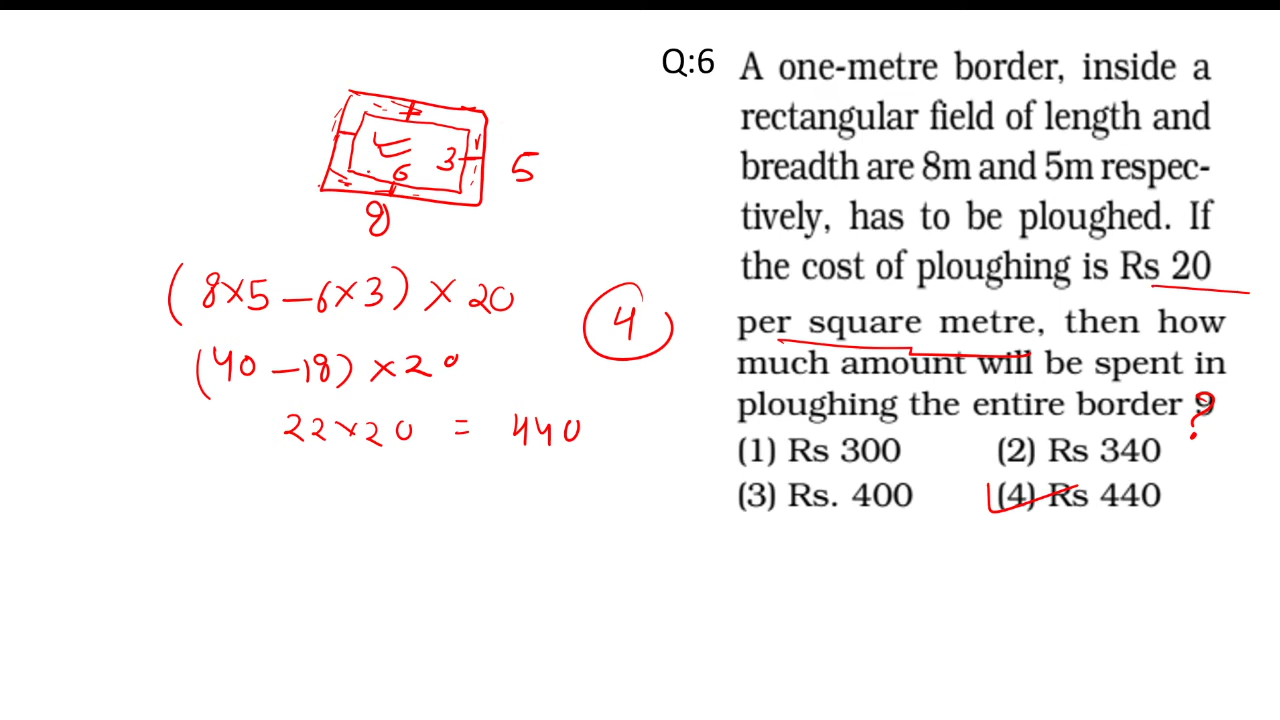 Q:6 A one-metre border, inside a
rectangular field of length and
breadth are 8m and 5m respec-
tively, has to be ploughed. If
the cost of ploughing is Rs 20
per square metre, then how
much amount will be spent in
ploughing the entire border ?
(1) Rs 300 (2) Rs 340
(3) Rs. 400 (4) Rs 440
3 5
6
8
(8×5 – 6×3) × 20
4
(40 – 18) × 20
22×20 = 440